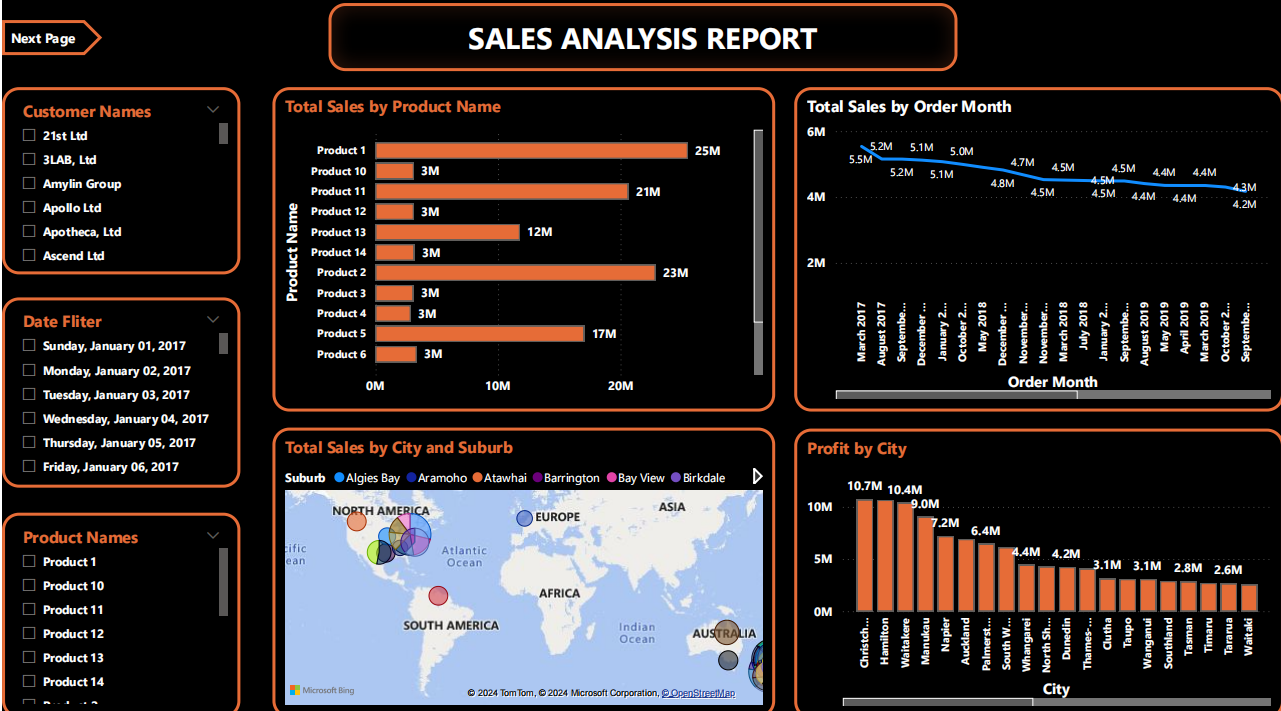 Next Page
SALES ANALYSIS REPORT
Customer Names
21st Ltd
3LAB, Ltd
Amylin Group
Apollo Ltd
Apotheca, Ltd
Ascend Ltd
Date Fliter
Sunday, January 01, 2017
Monday, January 02, 2017
Tuesday, January 03, 2017
Wednesday, January 04, 2017
Thursday, January 05, 2017
Friday, January 06, 2017
Product Names
Product 1
Product 10
Product 11
Product 12
Product 13
Product 14
Total Sales by Product Name
Product Name
Product 1 25M
Product 10 3M
Product 11 21M
Product 12 3M
Product 13 12M
Product 14 3M
Product 2 23M
Product 3 3M
Product 4 3M
Product 5 17M
Product 6 3M
0M 10M 20M
Total Sales by Order Month
6M
4M
2M
5.5M 5.2M 5.2M 5.1M 5.1M 5.0M 4.8M 4.7M 4.5M 4.5M 4.5M 4.5M 4.5M 4.4M 4.4M 4.4M 4.4M 4.3M 4.2M
March 2017
August 2017
Septembe...
December ...
January 2...
October 2...
May 2018
December ...
November...
November...
March 2018
July 2018
January 2...
Septembe...
August 2019
May 2019
April 2019
March 2019
October 2...
Septembe...
Order Month
Total Sales by City and Suburb
Suburb Algies Bay Aramoho Atawhai Barrington Bay View Birkdale
NORTH AMERICA
EUROPE
ASIA
cific
ean
Atlantic
Ocean
AFRICA
SOUTH AMERICA
Indian
Ocean
AUSTRALIA
Microsoft Bing
© 2024 TomTom, © 2024 Microsoft Corporation, © OpenStreetMap
Profit by City
10M
5M
0M
10.7M 10.4M 9.0M 7.2M 6.4M 4.4M 4.2M 3.1M 3.1M 2.8M 2.6M
Christch...
Hamilton
Waitakere
Manukau
Napier
Auckland
Palmerst...
South W...
Whangarei
North Sh...
Dunedin
Thames-...
Clutha
Taupo
Wanganui
Southland
Tasman
Timaru
Tararua
Waitaki
City